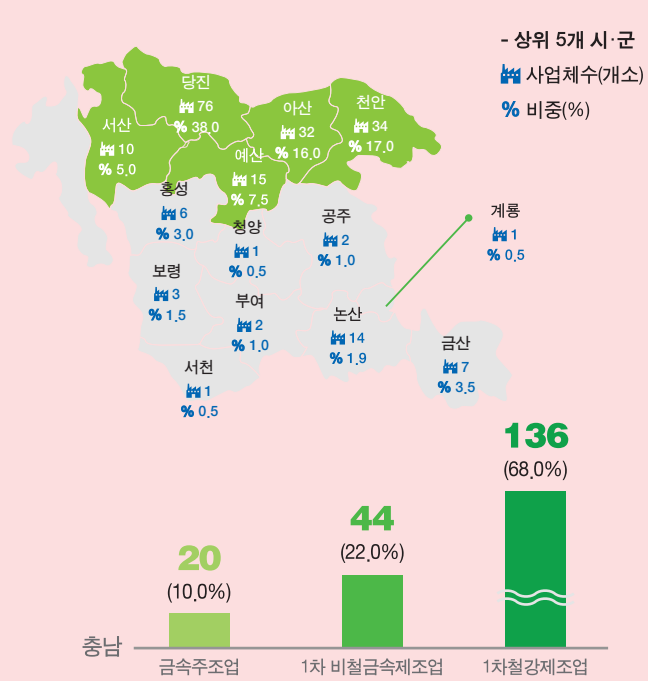 - 상위 5개 시·군
사업체수(개소)
% 비중(%)
당진
76
% 38.0
아산
32
% 16.0
천안
34
% 17.0
서산
10
% 5.0
예산
15
% 7.5
홍성
6
% 3.0
청양
1
% 0.5
공주
2
% 1.0
계룡
1
% 0.5
보령
3
% 1.5
부여
2
% 1.0
논산
14
% 1.9
금산
7
% 3.5
서천
1
% 0.5
20
(10.0%)
44
(22.0%)
136
(68.0%)
충남
금속주조업
1차 비철금속제조업
1차철강제조업